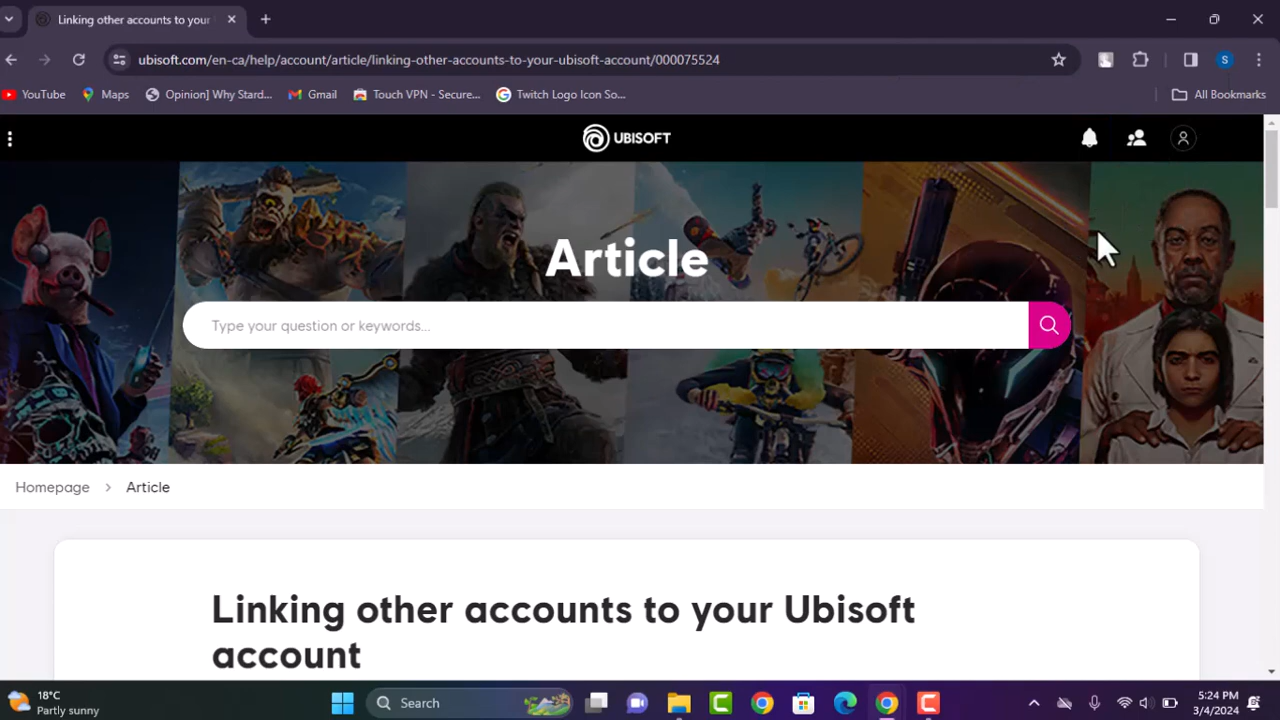 Linking other accounts to your
ubisoft.com/en-ca/help/account/article/linking-other-accounts-to-your-ubisoft-account/000075524
S
YouTube
Maps
Opinion] Why Stard...
Gmail
Touch VPN - Secure...
Twitch Logo Icon So...
All Bookmarks
UBISOFT
Article
Type your question or keywords...
Homepage > Article
Linking other accounts to your Ubisoft
account
18°C
Partly sunny
Search
5:24 PM
3/4/2024